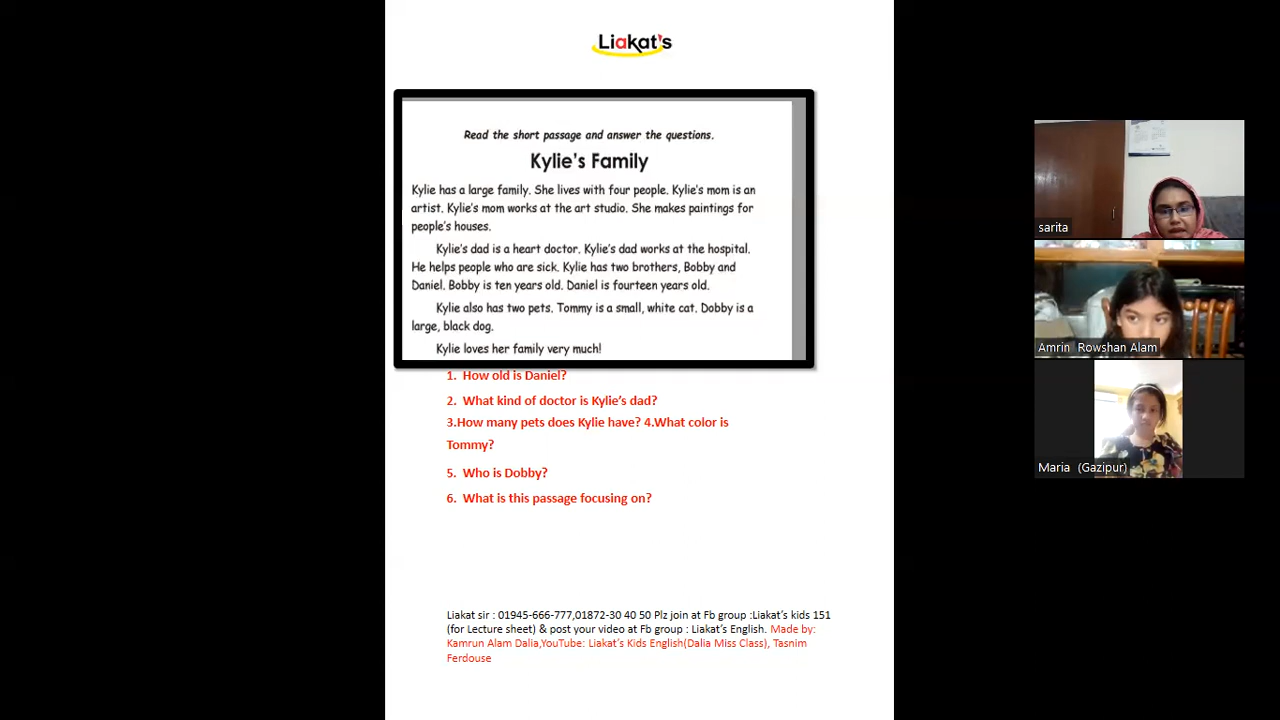 Liakat's
Read the short passage and answer the questions.
Kylie's Family
Kylie has a large family. She lives with four people. Kylie's mom is an
artist. Kylie's mom works at the art studio. She makes paintings for
people's houses.
Kylie's dad is a heart doctor. Kylie's dad works at the hospital.
He helps people who are sick. Kylie has two brothers, Bobby and
Daniel. Bobby is ten years old. Daniel is fourteen years old.
Kylie also has two pets. Tommy is a small, white cat. Dobby is a
large, black dog.
Kylie loves her family very much!
1. How old is Daniel?
2. What kind of doctor is Kylie's dad?
3.How many pets does Kylie have? 4.What color is
Tommy?
5. Who is Dobby?
6. What is this passage focusing on?
Liakat sir : 01945-666-777,01872-30 40 50 Plz join at Fb group :Liakat's kids 151
(for Lecture sheet) & post your video at Fb group : Liakat's English. Made by:
Kamrun Alam Dalia,YouTube: Liakat's Kids English(Dalia Miss Class), Tasnim
Ferdouse
sarita
Amrin Rowshan Alam
Maria (Gazipur)